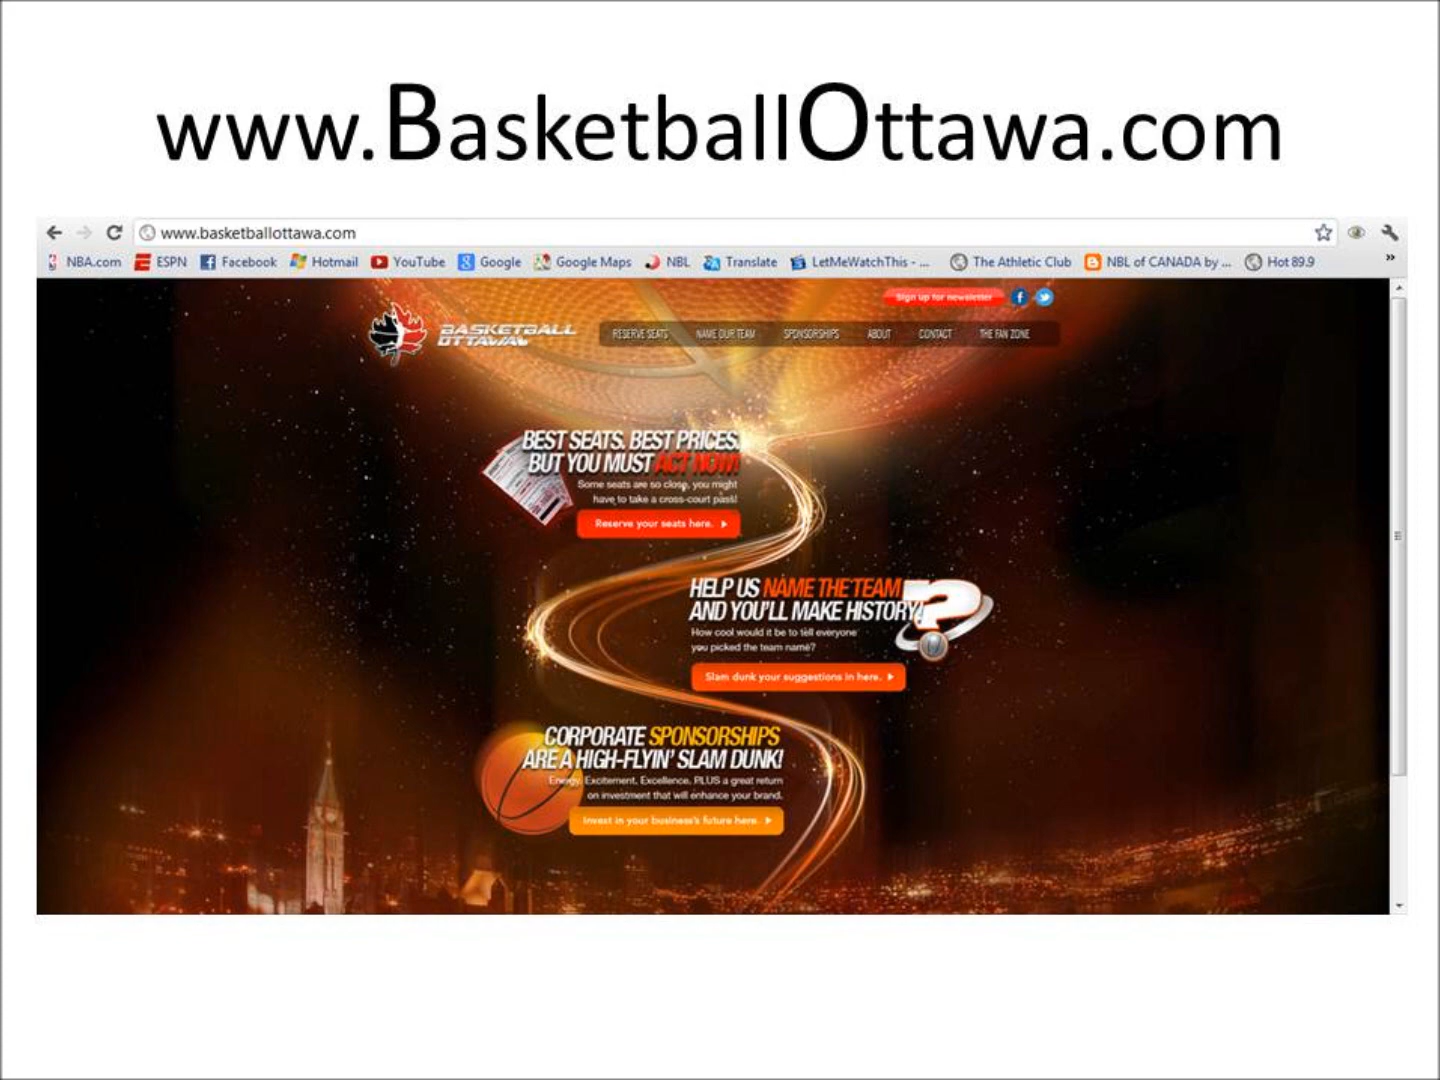 www.BasketballOttawa.com
www.basketballottawa.com
NBA.com ESPN Facebook Hotmail YouTube Google Google Maps NBL Translate LetMeWatchThis - ... The Athletic Club NBL of CANADA by ... Hot 89.9 »
Sign up for newsletter
BASKETBALL
OTTAWA
RESERVE SEATS NAME OUR TEAM SPONSORSHIPS ABOUT CONTACT THE FAN ZONE
BEST SEATS. BEST PRICES.
BUT YOU MUST ACT NOW!
Some seats are so close, you might
have to take a cross-court pass!
Reserve your seats here.
HELP US NAME THE TEAM
AND YOU'LL MAKE HISTORY!
How cool would it be to tell everyone
you picked the team name?
Slam dunk your suggestions in here.
CORPORATE SPONSORSHIPS
ARE A HIGH-FLYIN' SLAM DUNK!
Energy. Excitement. Excellence. PLUS a great return
on investment that will enhance your brand.
Invest in your business's future here.